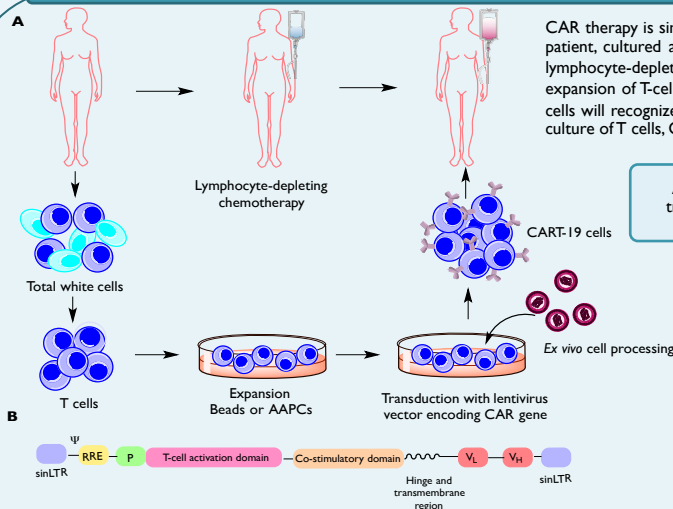 A
CAR therapy is
patient, cultured
lymphocyte-deplet
expansion of T-cell
cells will recognize
culture of T cells,
Lymphocyte-depleting
chemotherapy
CART-19 cells
Total white cells
Ex vivo cell processing
T cells
Expansion
Beads or AAPCs
Transduction with lentivirus
vector encoding CAR gene
B
Ψ
sinLTR
RRE
P
T-cell activation domain
Co-stimulatory domain
VL
VH
sinLTR
Hinge and
transmembrane
region